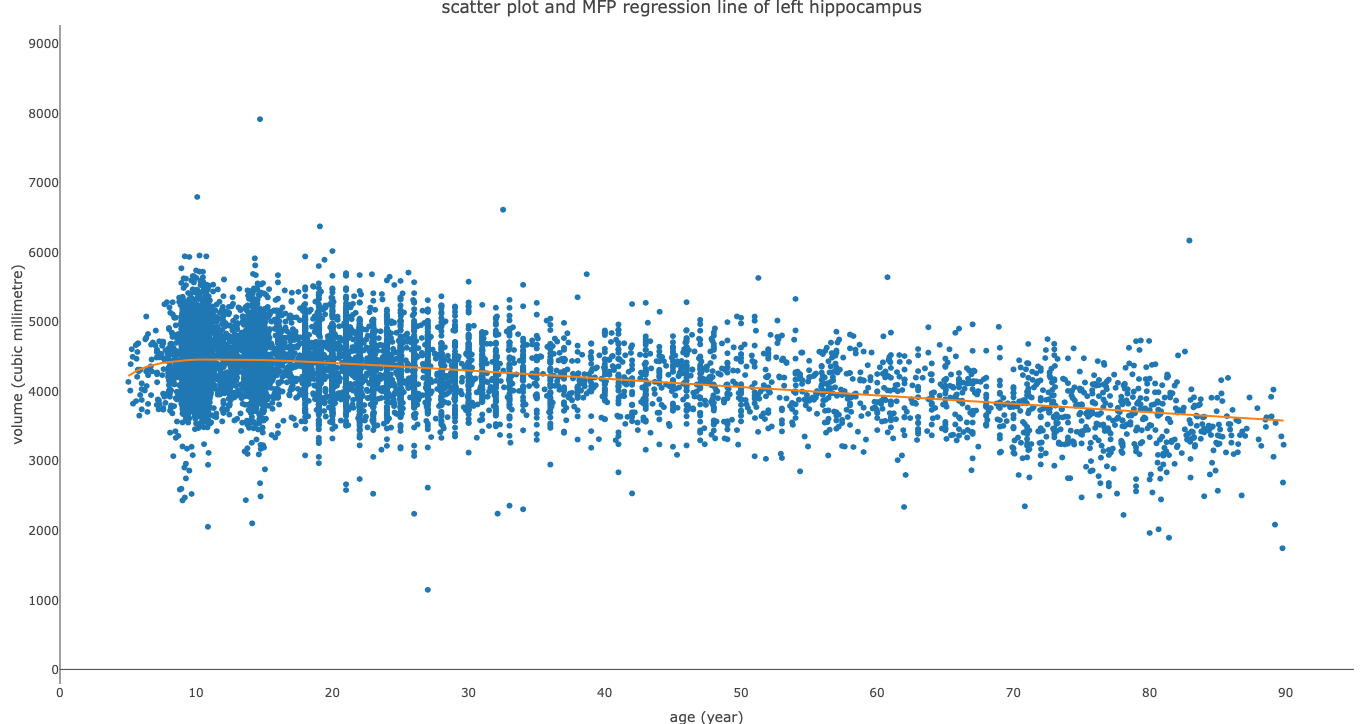 scatter plot and MFP regression line of left hippocampus
9000
8000
7000
6000
5000
4000
3000
2000
1000
0
volume (cubic millimetre)
0 10 20 30 40 50 60 70 80 90
age (year)